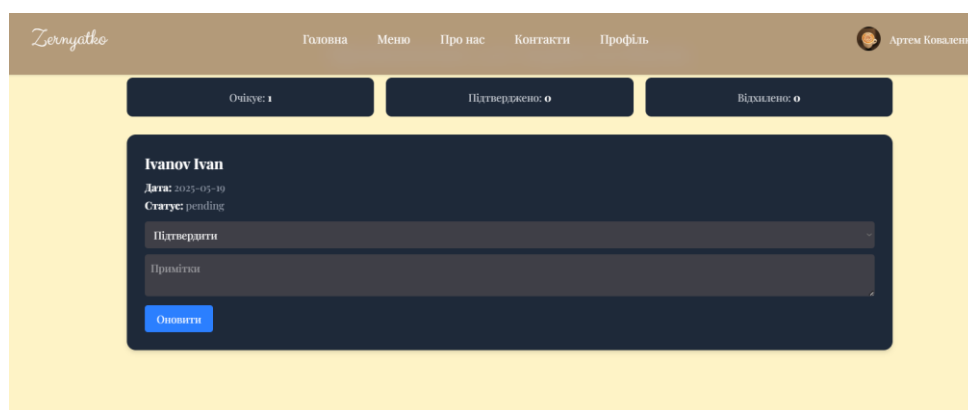 Zernyatko Головна Меню Про нас Контакти Профіль Артем Ковален
Очікує: 1 Підтверджено: 0 Відхилено: 0
Ivanov Ivan
Дата: 2025-05-19
Статус: pending
Підтвердити
Примітки
Оновити